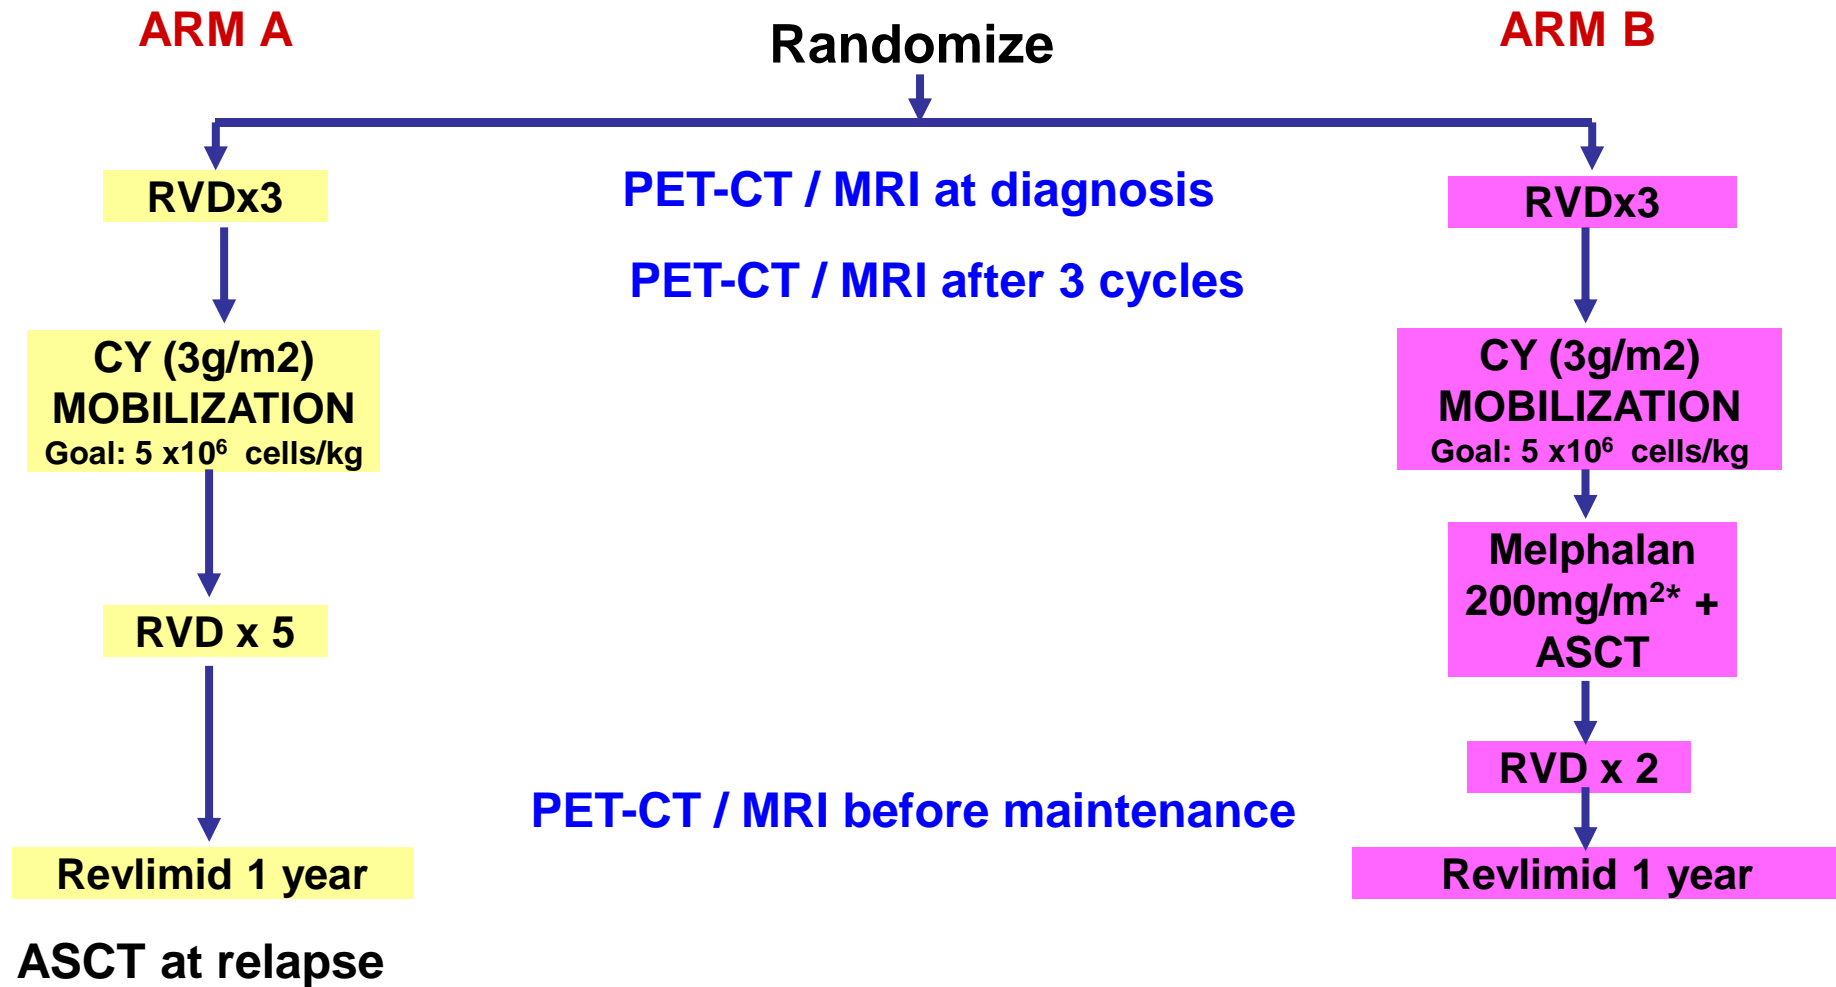 ARM A
Randomize
ARM B
RVDx3
PET-CT / MRI at diagnosis
RVDx3
PET-CT / MRI after 3 cycles
CY (3g/m2)
MOBILIZATION
Goal: 5 x10⁶ cells/kg
CY (3g/m2)
MOBILIZATION
Goal: 5 x10⁶ cells/kg
Melphalan
200mg/m²* +
ASCT
RVD x 5
RVD x 2
PET-CT / MRI before maintenance
Revlimid 1 year
Revlimid 1 year
ASCT at relapse